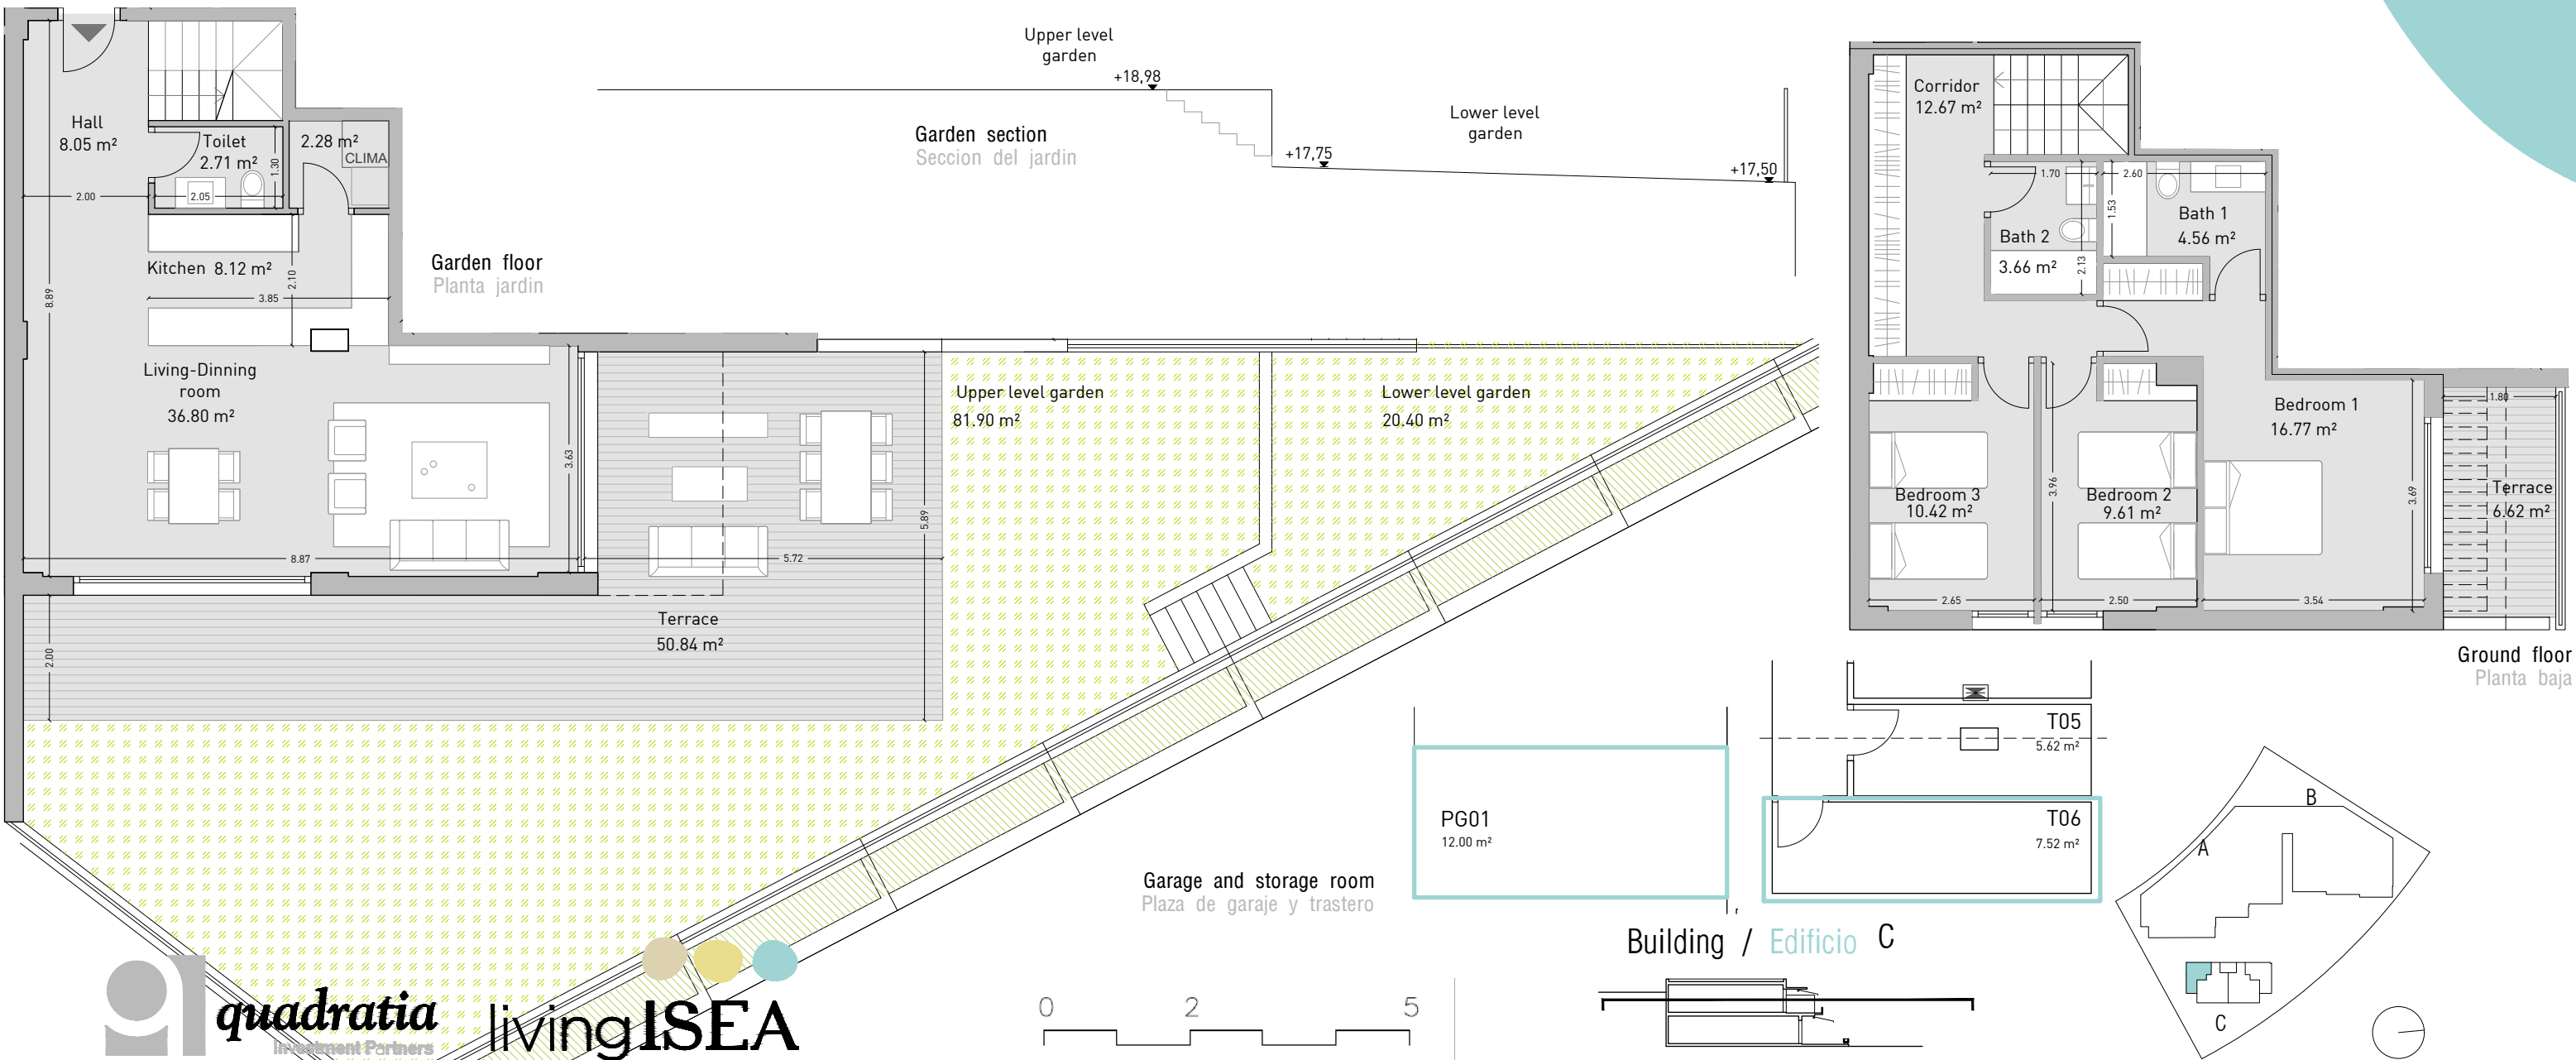 Hall
8.05 m²
Toilet
2.71 m²
1.30
2.05
2.28 m²
CLIMA
2.00
8.89
Kitchen 8.12 m²
2.10
3.85
Garden floor
Planta jardin
Living-Dinning
room
36.80 m²
3.63
8.87
5.72
5.89
2.00
Terrace
50.84 m²
Upper level
garden
+18,98
Garden section
Seccion del jardin
Lower level
garden
+17,75
+17,50
Upper level garden
81.90 m²
Lower level garden
20.40 m²
Corridor
12.67 m²
1.70
2.60
1.53
Bath 1
4.56 m²
Bath 2
3.66 m²
2.13
Bedroom 1
16.77 m²
1.80
3.96
3.69
Bedroom 3
10.42 m²
Bedroom 2
9.61 m²
Terrace
6.62 m²
2.65
2.50
3.54
Ground floor
Planta baja
T05
5.62 m²
PG01
12.00 m²
T06
7.52 m²
Garage and storage room
Plaza de garaje y trastero
Building / Edificio C
B
A
C
0 2 5
quadratia
Investment Partners
livingISEA